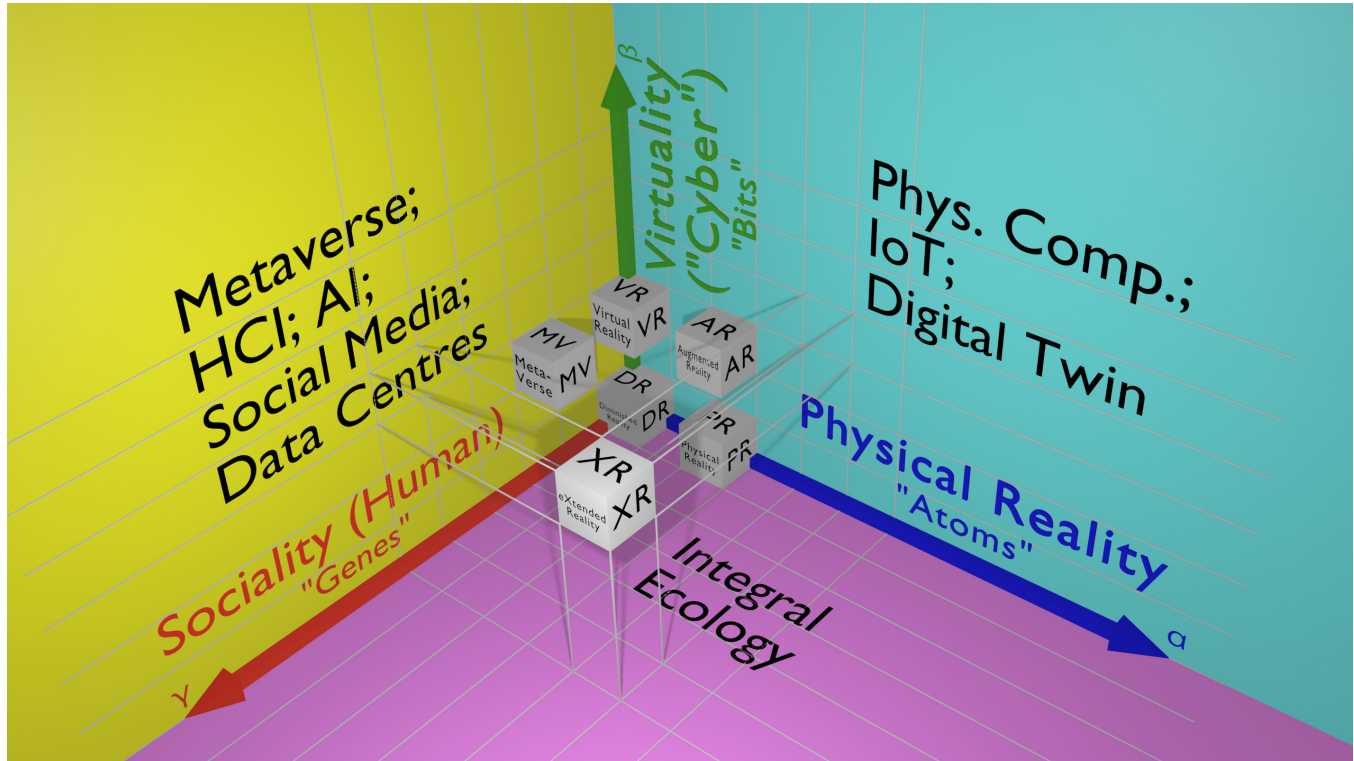 β
Virtuality
("Cyber")
"Bits"
Metaverse;
HCI; AI;
Social Media;
Data Centres
Phys. Comp.;
IoT;
Digital Twin
VR
Virtual
Reality
VR
AR
Augmented
Reality
AR
MV
Meta-
Verse
MV
DR
Diminished
Reality
DR
PR
Physical
Reality
PR
XR
eXtended
Reality
XR
Sociality (Human)
"Genes"
γ
Physical Reality
"Atoms"
α
Integral
Ecology